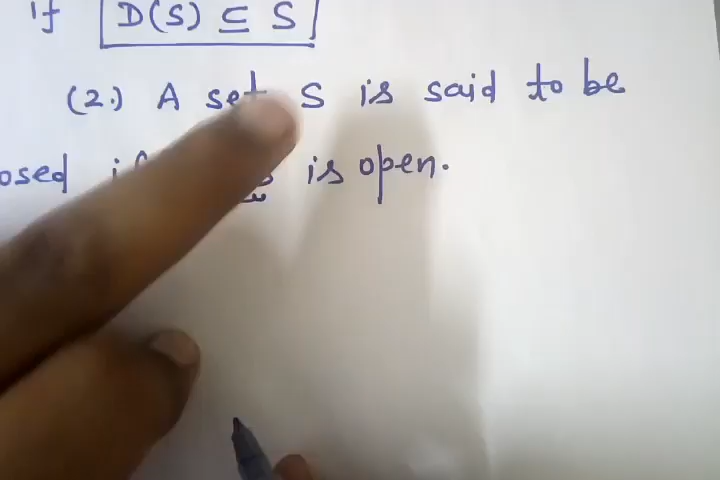 if D(S) ⊆ S
(2.) A set S is said to be
osed is open.